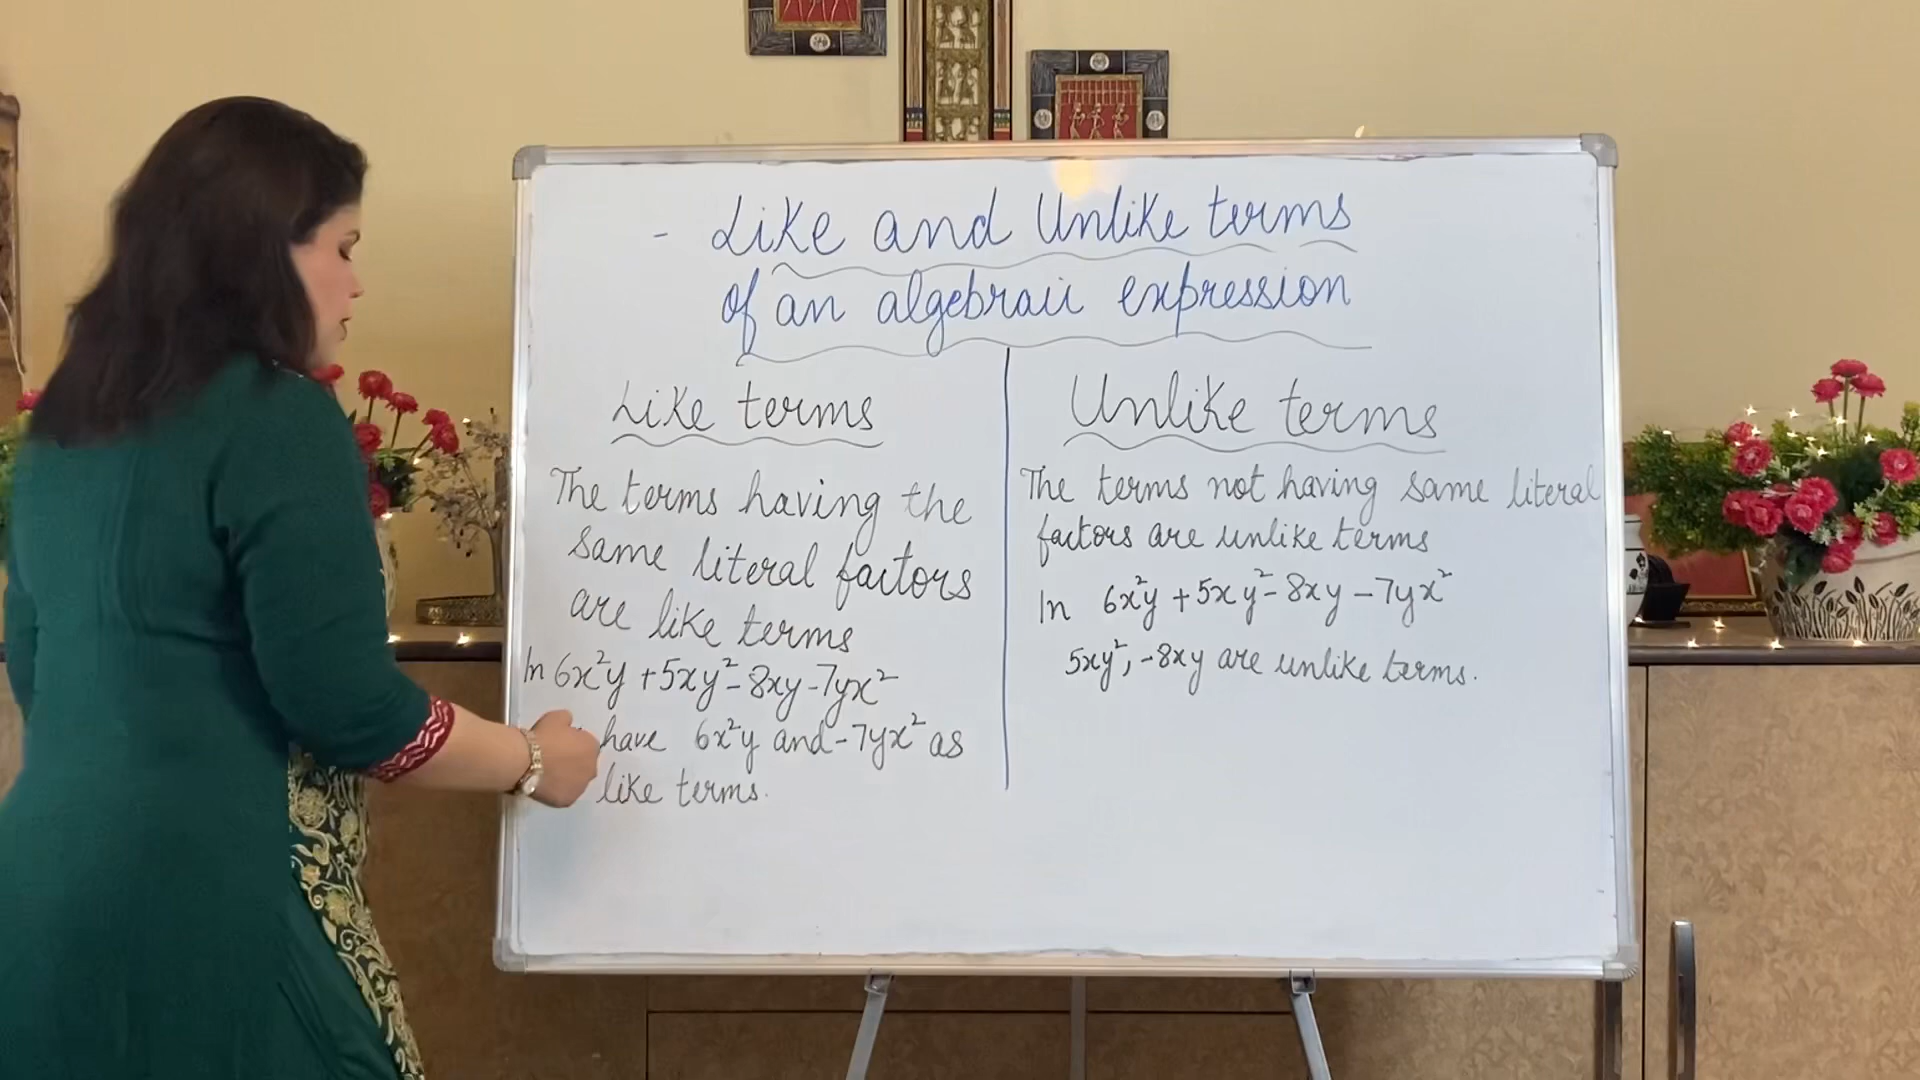 - Like and Unlike terms
of an algebraic expression
Like terms
The terms having the
same literal factors
are like terms
In 6x²y + 5xy² - 8xy - 7yx²
have 6x²y and - 7yx² as
like terms.
Unlike terms
The terms not having same literal
factors are unlike terms
In 6x²y + 5xy² - 8xy - 7yx²
5xy², - 8xy are unlike terms.